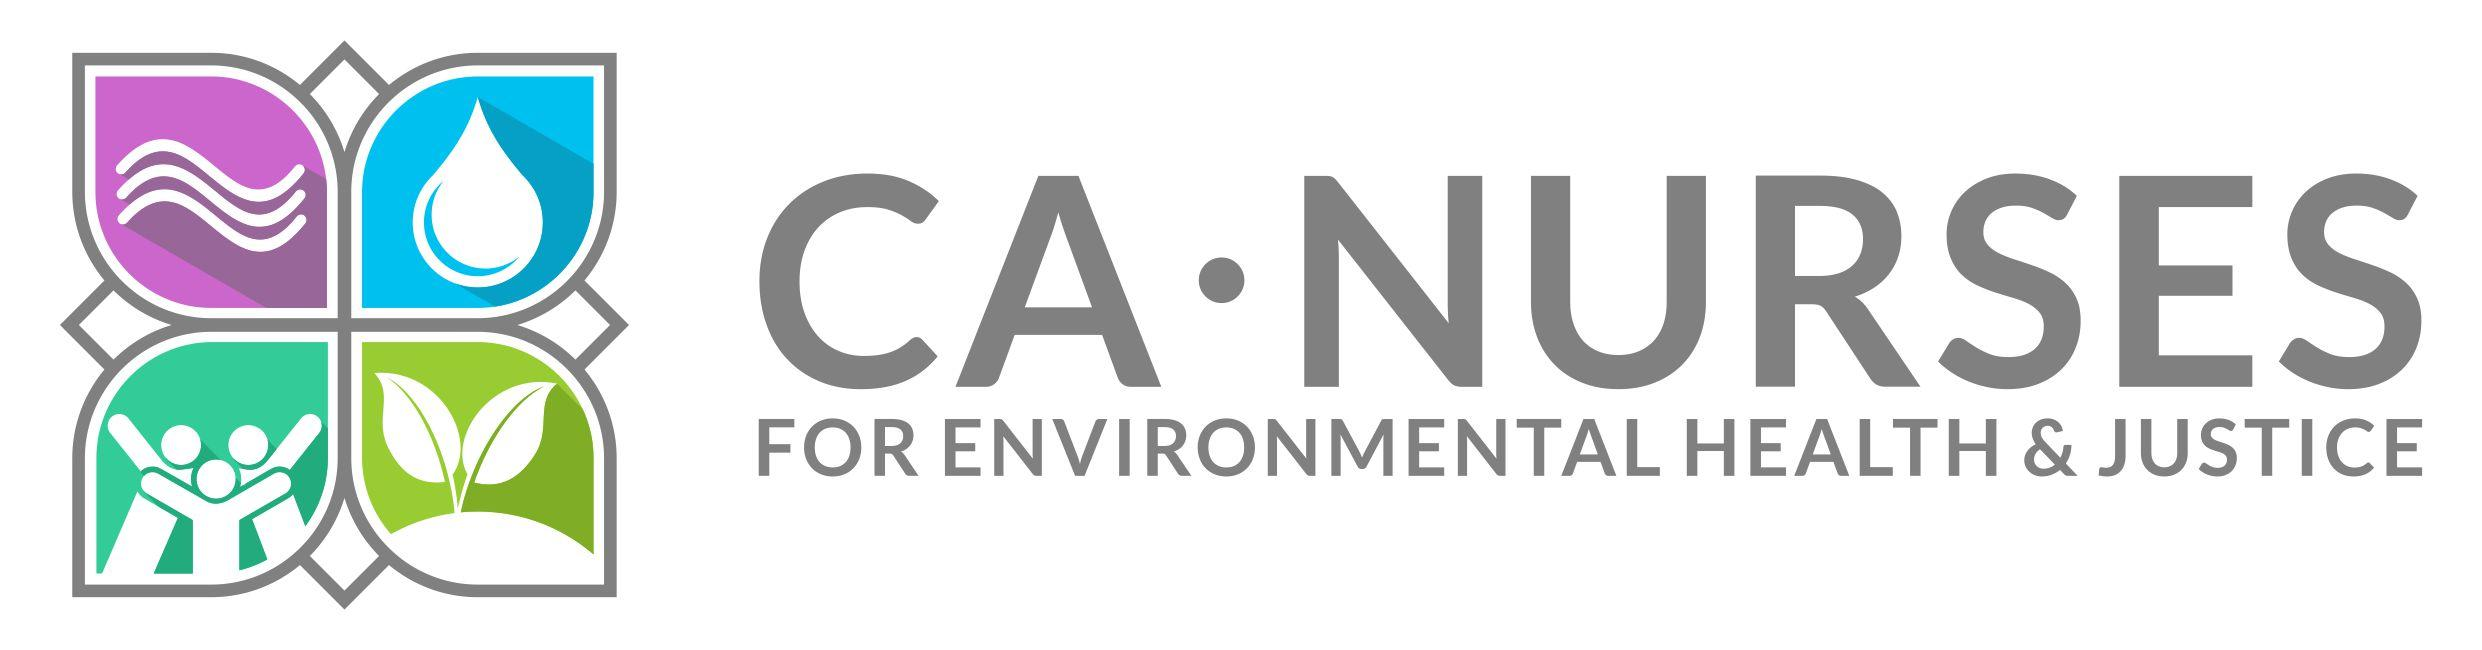 CA·NURSES
FOR ENVIRONMENTAL HEALTH & JUSTICE